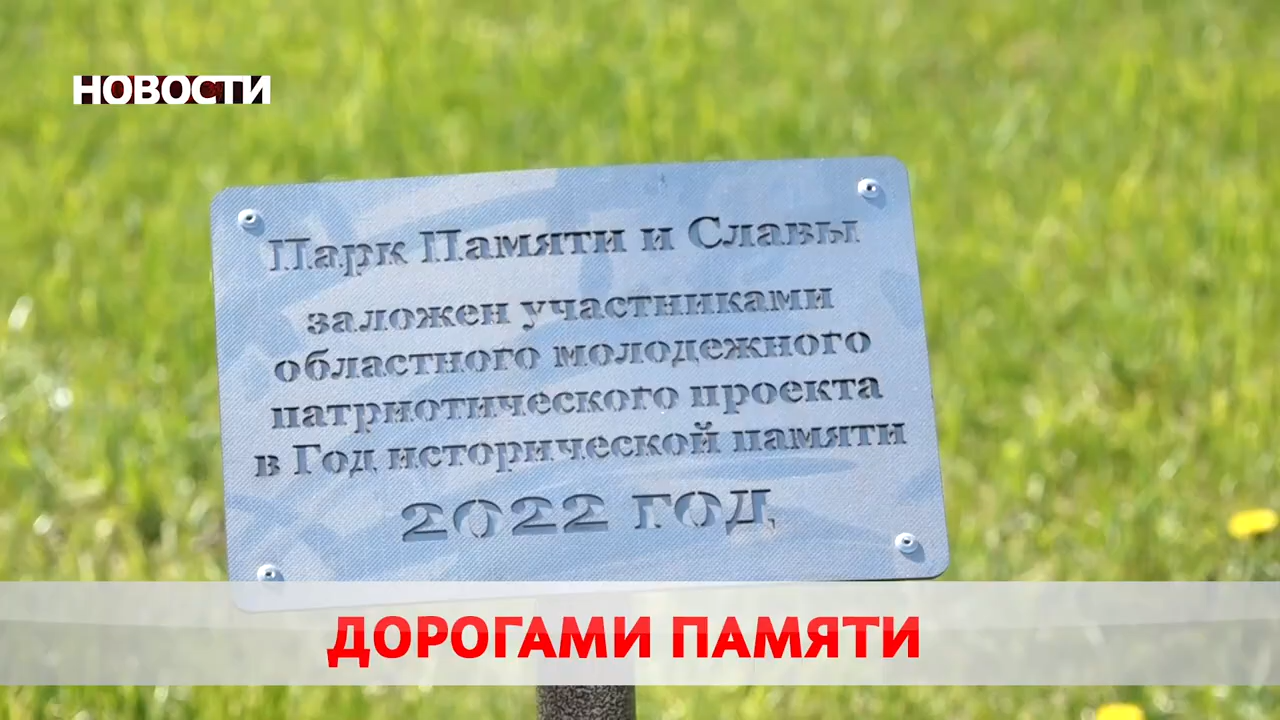 НОВОСТИ
Парк Памяти и Славы
заложен участниками
областного молодежного
патриотического проекта
в Год исторической памяти
2022 год
ДОРОГАМИ ПАМЯТИ